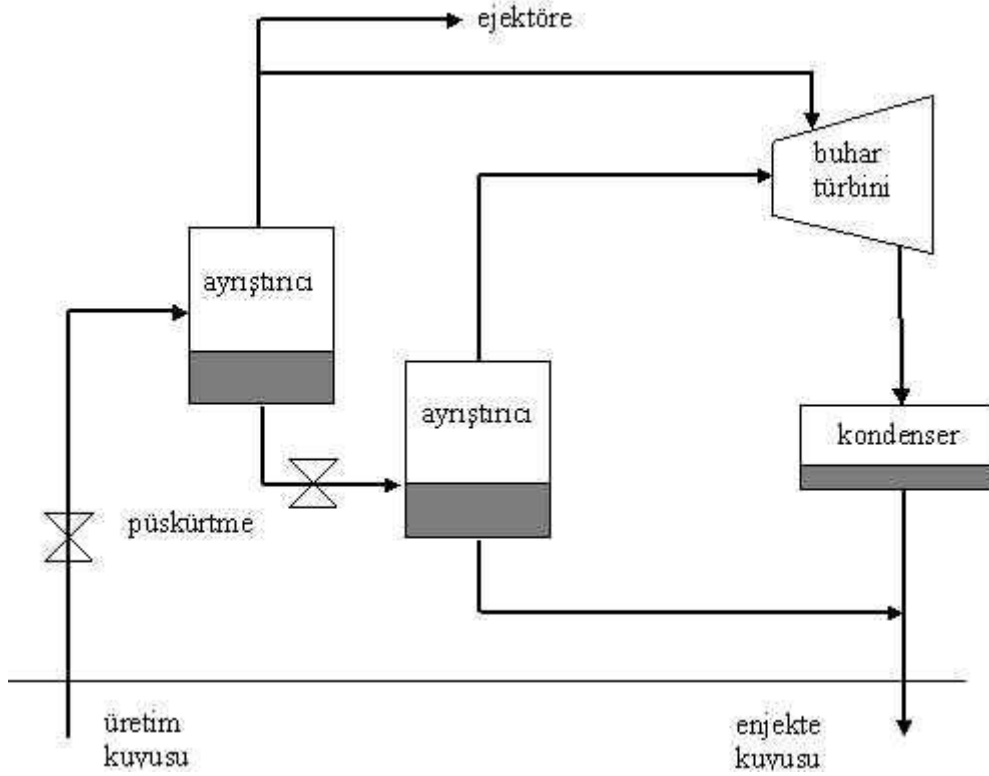 ejektöre
buhar
türbini
ayrıştırıcı
ayrıştırıcı
kondenser
püskürtme
üretim
kuyusu
enjekte
kuyusu